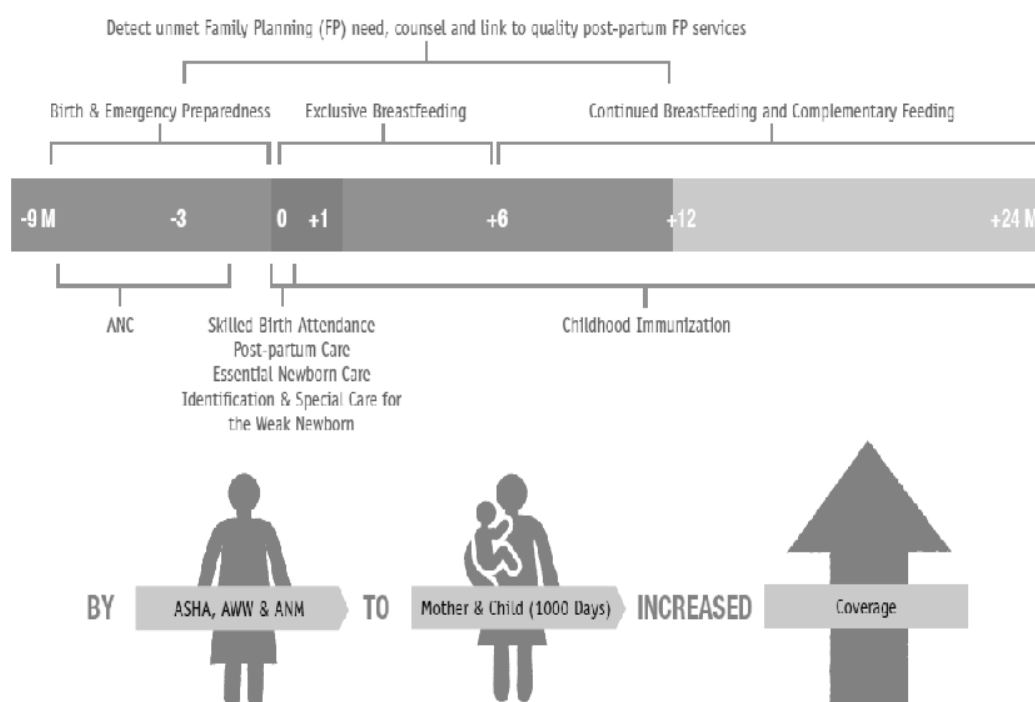 Detect unmet Family Planning (FP) need, counsel and link to quality post-partum FP services
Birth & Emergency Preparedness
Exclusive Breastfeeding
Continued Breastfeeding and Complementary Feeding
-9 M -3 0 +1 +6 +12 +24 M
ANC
Skilled Birth Attendance
Post-partum Care
Essential Newborn Care
Identification & Special Care for
the Weak Newborn
Childhood Immunization
BY
ASHA, AWW & ANM
TO
Mother & Child (1000 Days)
INCREASED
Coverage